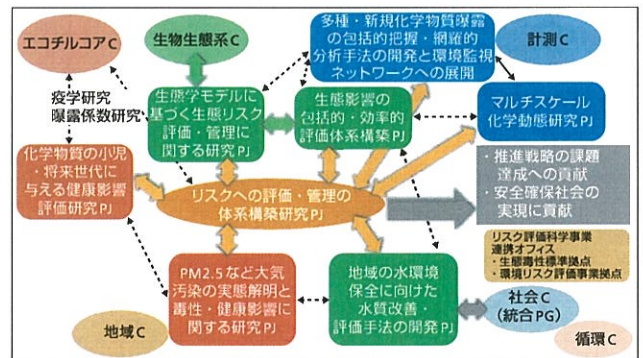 エコチルコアC
生物生態系C
多種・新規化学物質曝露
の包括的把握・網羅的
分析手法の開発と環境監視
ネットワークへの展開
計測C
疫学研究
曝露係数研究
生態学モデルに
基づく生態リスク
評価・管理に
関する研究PJ
生態影響の
包括的・効率的
評価体系構築PJ
マルチスケール
化学動態研究PJ
化学物質の小児
・将来世代に
与える健康影響
評価研究PJ
リスクへの評価・管理の
体系構築研究PJ
・推進戦略の課題
達成への貢献
・安全確保社会の
実現に貢献
リスク評価科学事業
連携オフィス
・生態毒性標準拠点
・環境リスク評価事業拠点
PM2.5など大気
汚染の実態解明と
毒性・健康影響に
関する研究PJ
地域の水環境
保全に向けた
水質改善・
評価手法の開発PJ
地域C
社会C
(統合PG)
循環C